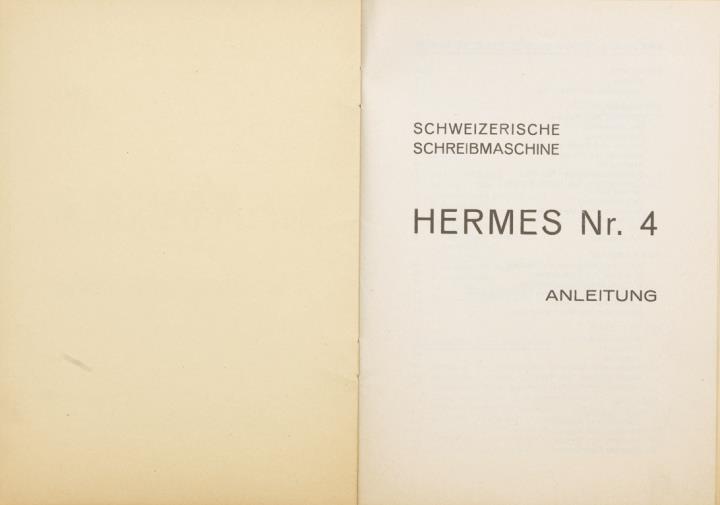 SCHWEIZERISCHE
SCHREIBMASCHINE
HERMES Nr. 4
ANLEITUNG